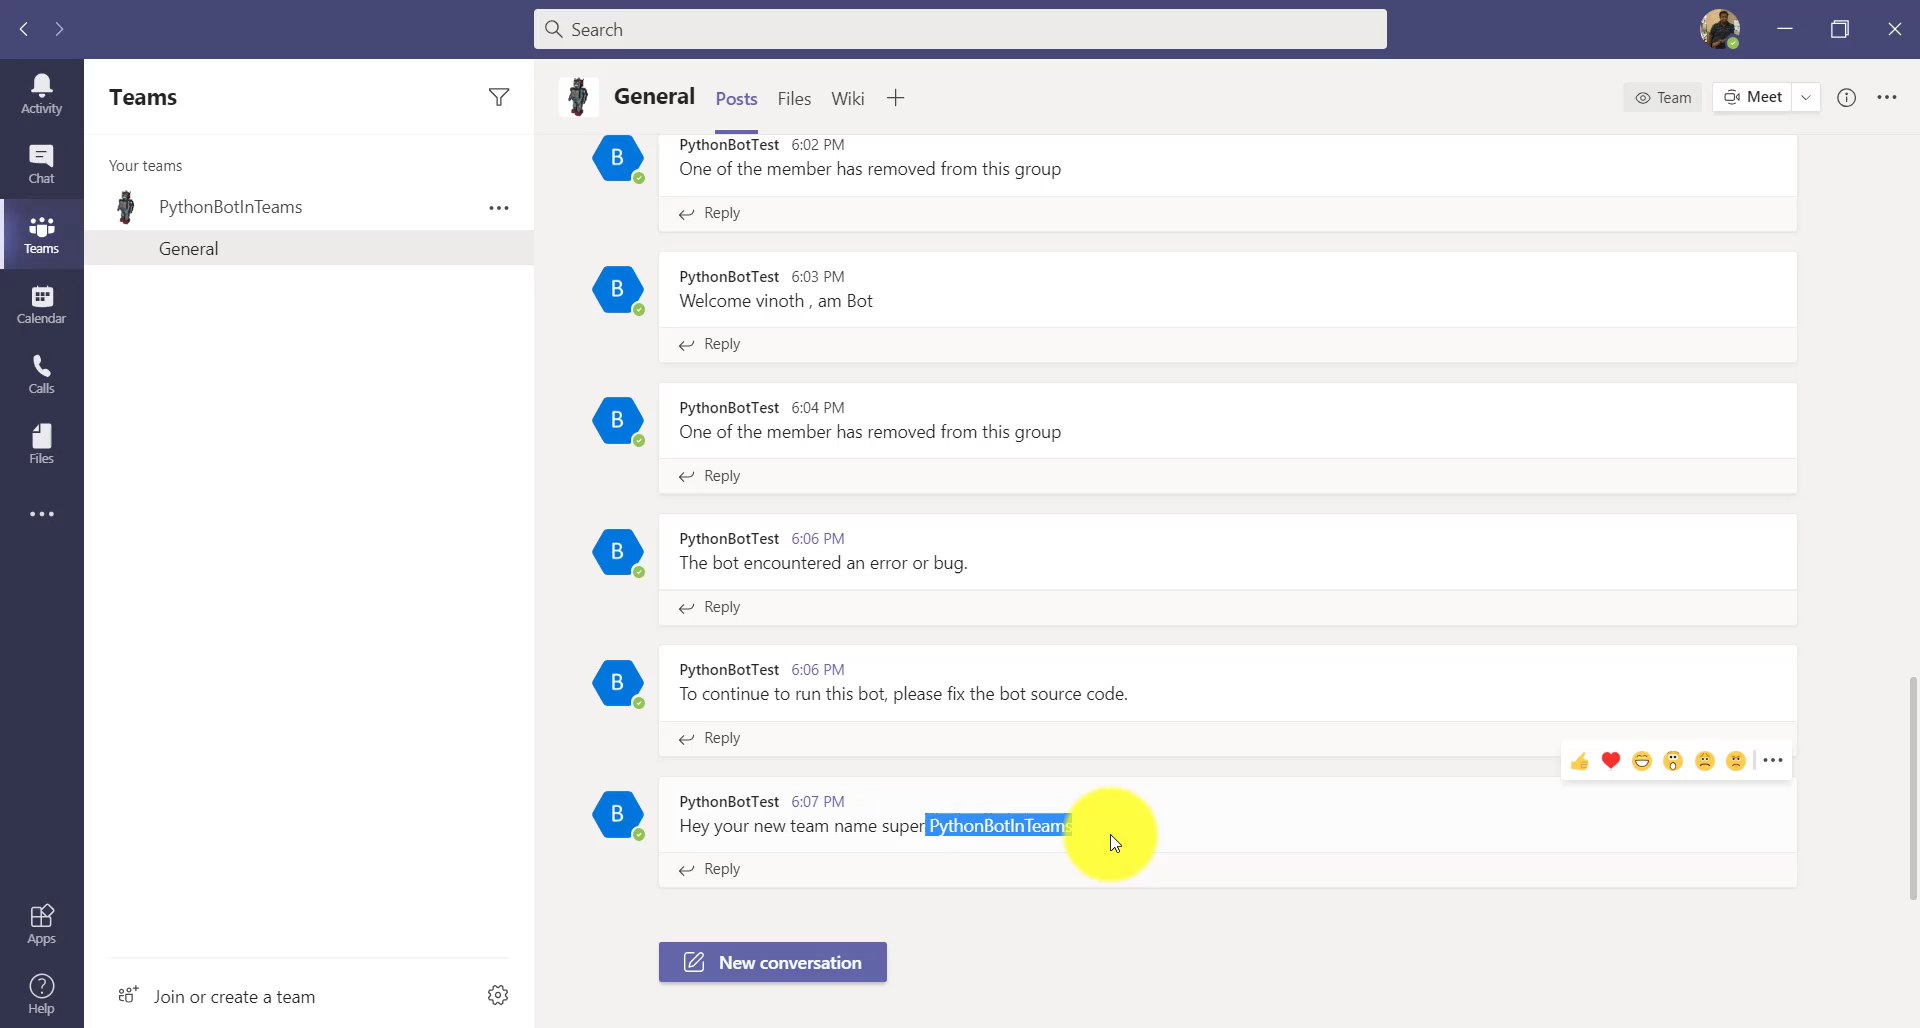 Search
Activity
Chat
Teams
Calendar
Calls
Files
Apps
Help
Teams
Your teams
PythonBotInTeams
General
Join or create a team
General
Posts
Files
Wiki
Team
Meet
B
PythonBotTest 6:02 PM
One of the member has removed from this group
Reply
B
PythonBotTest 6:03 PM
Welcome vinoth , am Bot
Reply
B
PythonBotTest 6:04 PM
One of the member has removed from this group
Reply
B
PythonBotTest 6:06 PM
The bot encountered an error or bug.
Reply
B
PythonBotTest 6:06 PM
To continue to run this bot, please fix the bot source code.
Reply
B
PythonBotTest 6:07 PM
Hey your new team name super PythonBotInTeams
Reply
New conversation